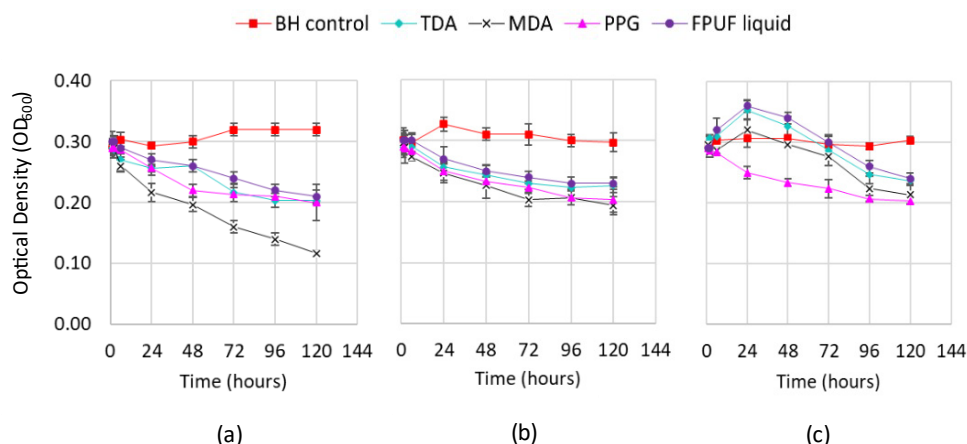 BH control TDA MDA PPG FPUF liquid
Optical Density (OD600)
0.40
0.30
0.20
0.10
0.00
0 24 48 72 96 120 144
0 24 48 72 96 120 144
0 24 48 72 96 120 144
Time (hours)
Time (hours)
Time (hours)
(a)
(b)
(c)